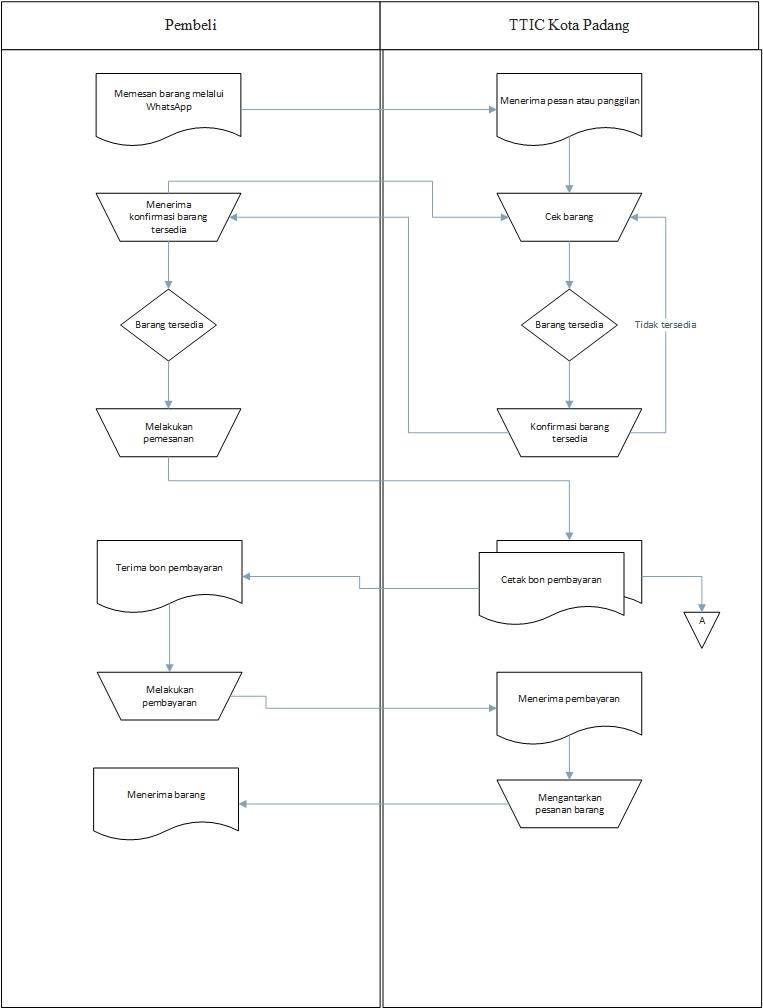 Pembeli
TTIC Kota Padang
Memesan barang melalui
WhatsApp
Menerima pesan atau panggilan
Menerima
konfirmasi barang
tersedia
Cek barang
Barang tersedia
Barang tersedia
Tidak tersedia
Melakukan
pemesanan
Konfirmasi barang
tersedia
Terima bon pembayaran
Cetak bon pembayaran
A
Melakukan
pembayaran
Menerima pembayaran
Menerima barang
Mengantarkan
pesanan barang